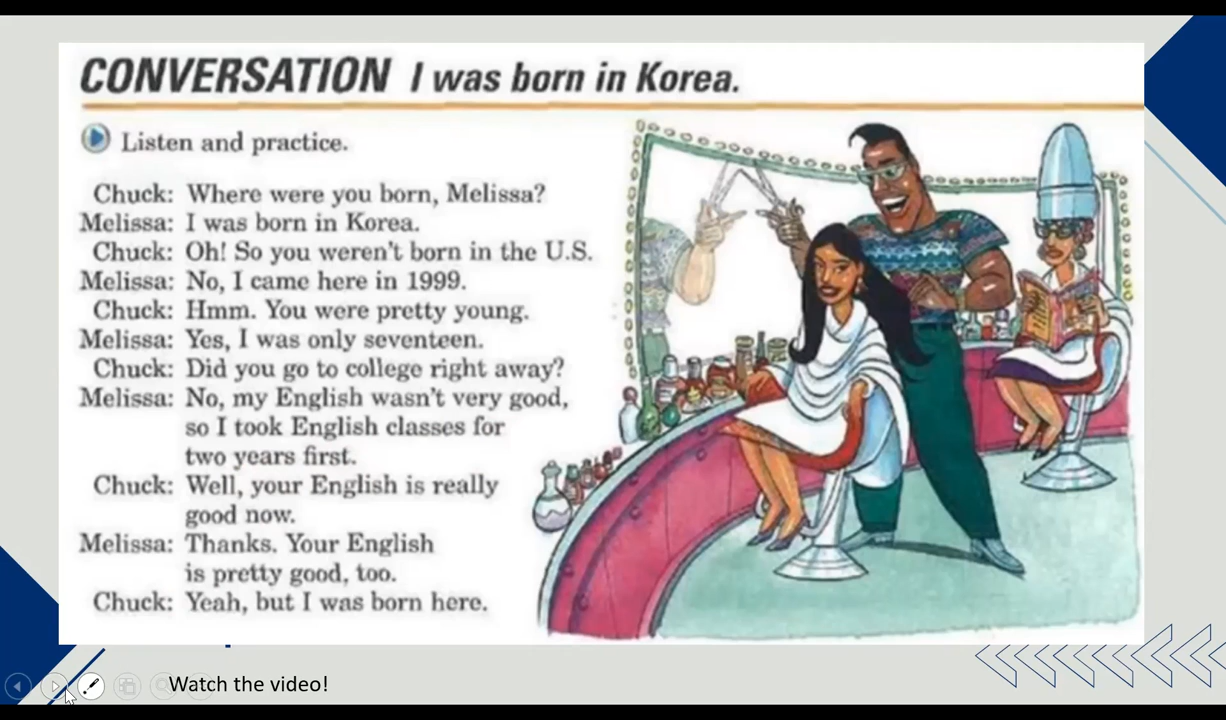 CONVERSATION I was born in Korea.
Listen and practice.
Chuck: Where were you born, Melissa?
Melissa: I was born in Korea.
Chuck: Oh! So you weren't born in the U.S.
Melissa: No, I came here in 1999.
Chuck: Hmm. You were pretty young.
Melissa: Yes, I was only seventeen.
Chuck: Did you go to college right away?
Melissa: No, my English wasn't very good,
so I took English classes for
two years first.
Chuck: Well, your English is really
good now.
Melissa: Thanks. Your English
is pretty good, too.
Chuck: Yeah, but I was born here.
Watch the video!